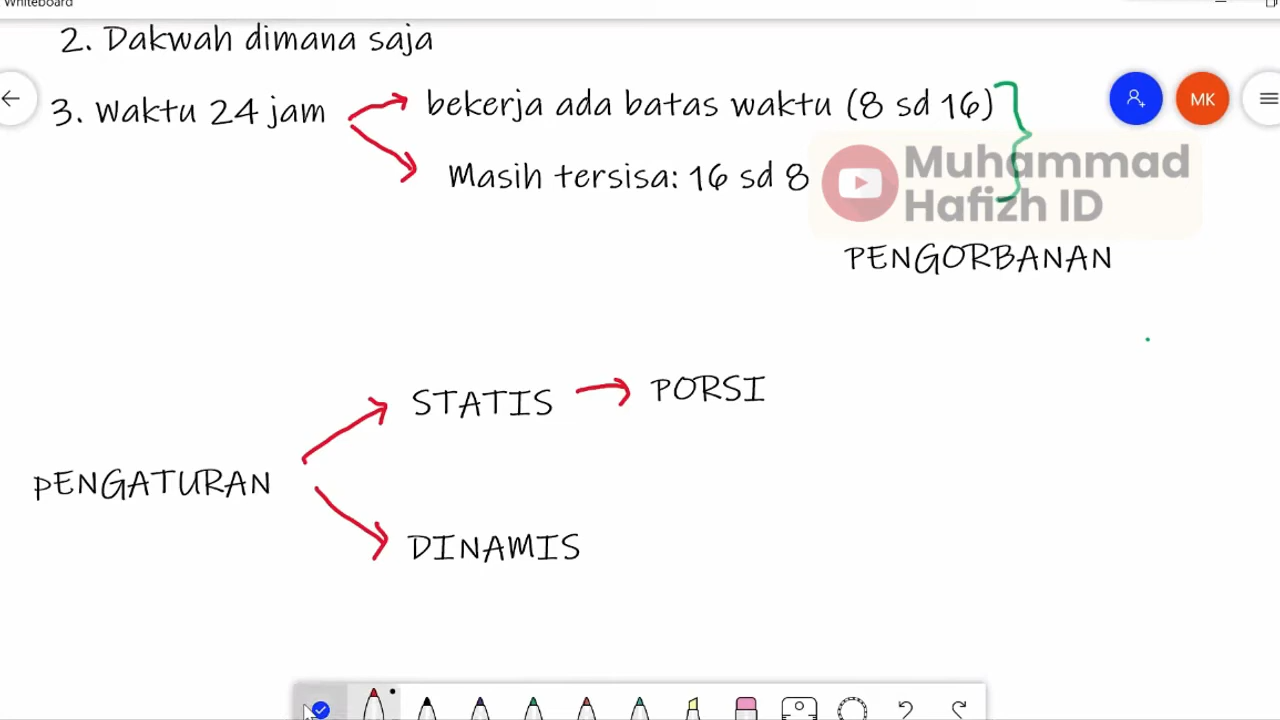 Whiteboard
2. Dakwah dimana saja
3. Waktu 24 jam
bekerja ada batas waktu (8 sd 16)
Masih tersisa: 16 sd 8
MK
Muhammad
Hafizh ID
PENGORBANAN
STATIS
PORSI
PENGATURAN
DINAMIS